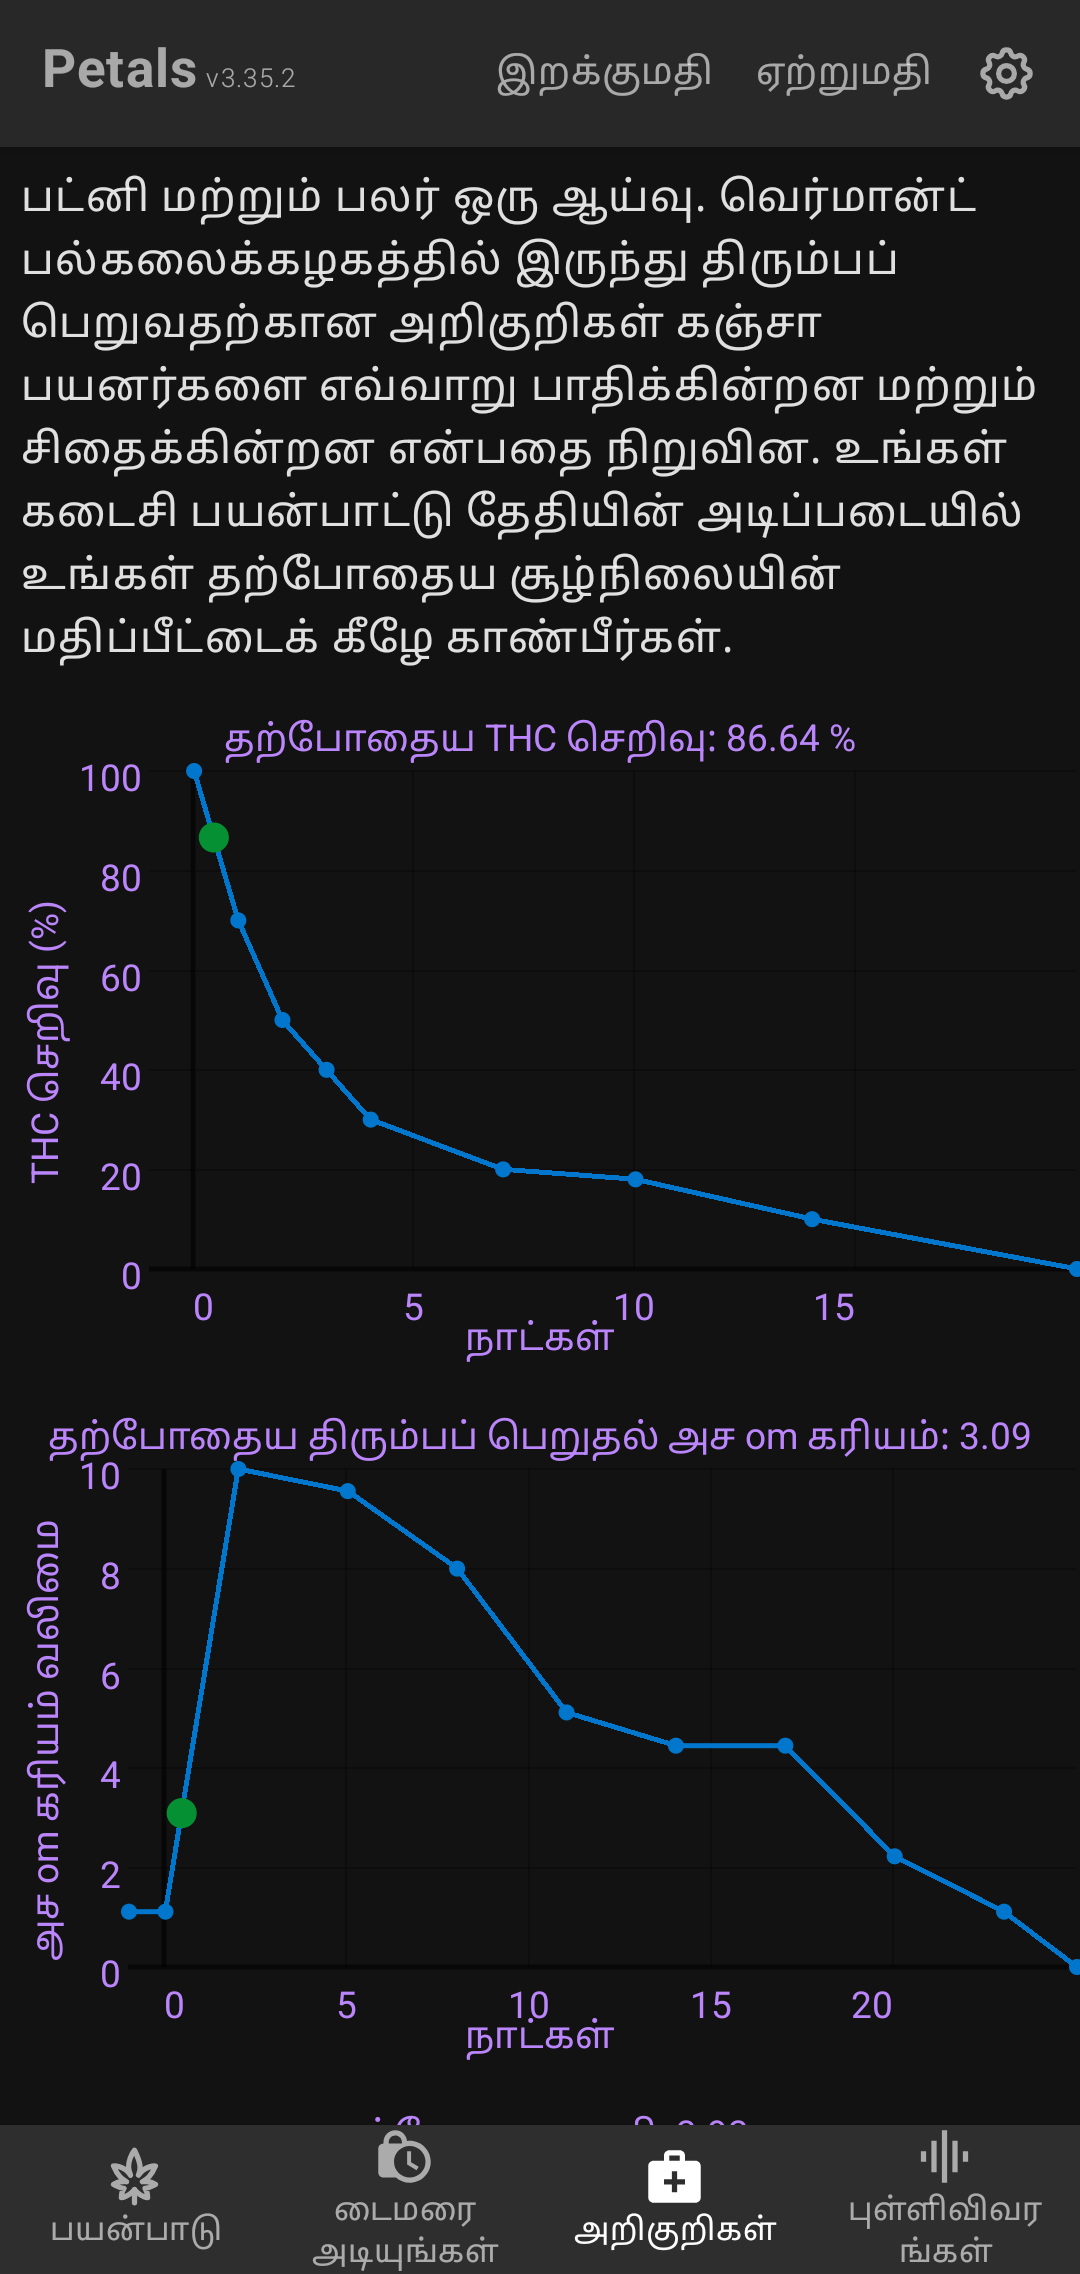 Petals v3.35.2 இறக்குமதி ஏற்றுமதி
பட்னி மற்றும் பலர் ஒரு ஆய்வு. வெர்மான்ட்
பல்கலைக்கழகத்தில் இருந்து திரும்பப்
பெறுவதற்கான அறிகுறிகள் கஞ்சா
பயனர்களை எவ்வாறு பாதிக்கின்றன மற்றும்
சிதைக்கின்றன என்பதை நிறுவின. உங்கள்
கடைசி பயன்பாட்டு தேதியின் அடிப்படையில்
உங்கள் தற்போதைய சூழ்நிலையின்
மதிப்பீட்டைக் கீழே காண்பீர்கள்.
தற்போதைய THC செறிவு: 86.64 %
THC செறிவு (%)
100
80
60
40
20
0
0 5 10 15
நாட்கள்
தற்போதைய திரும்பப் பெறுதல் அச om கரியம்: 3.09
அச om கரியம் வலிமை
10
8
6
4
2
0
0 5 10 15 20
நாட்கள்
பயன்பாடு
டைமரை
அடியுங்கள்
அறிகுறிகள்
புள்ளிவிவர
ங்கள்